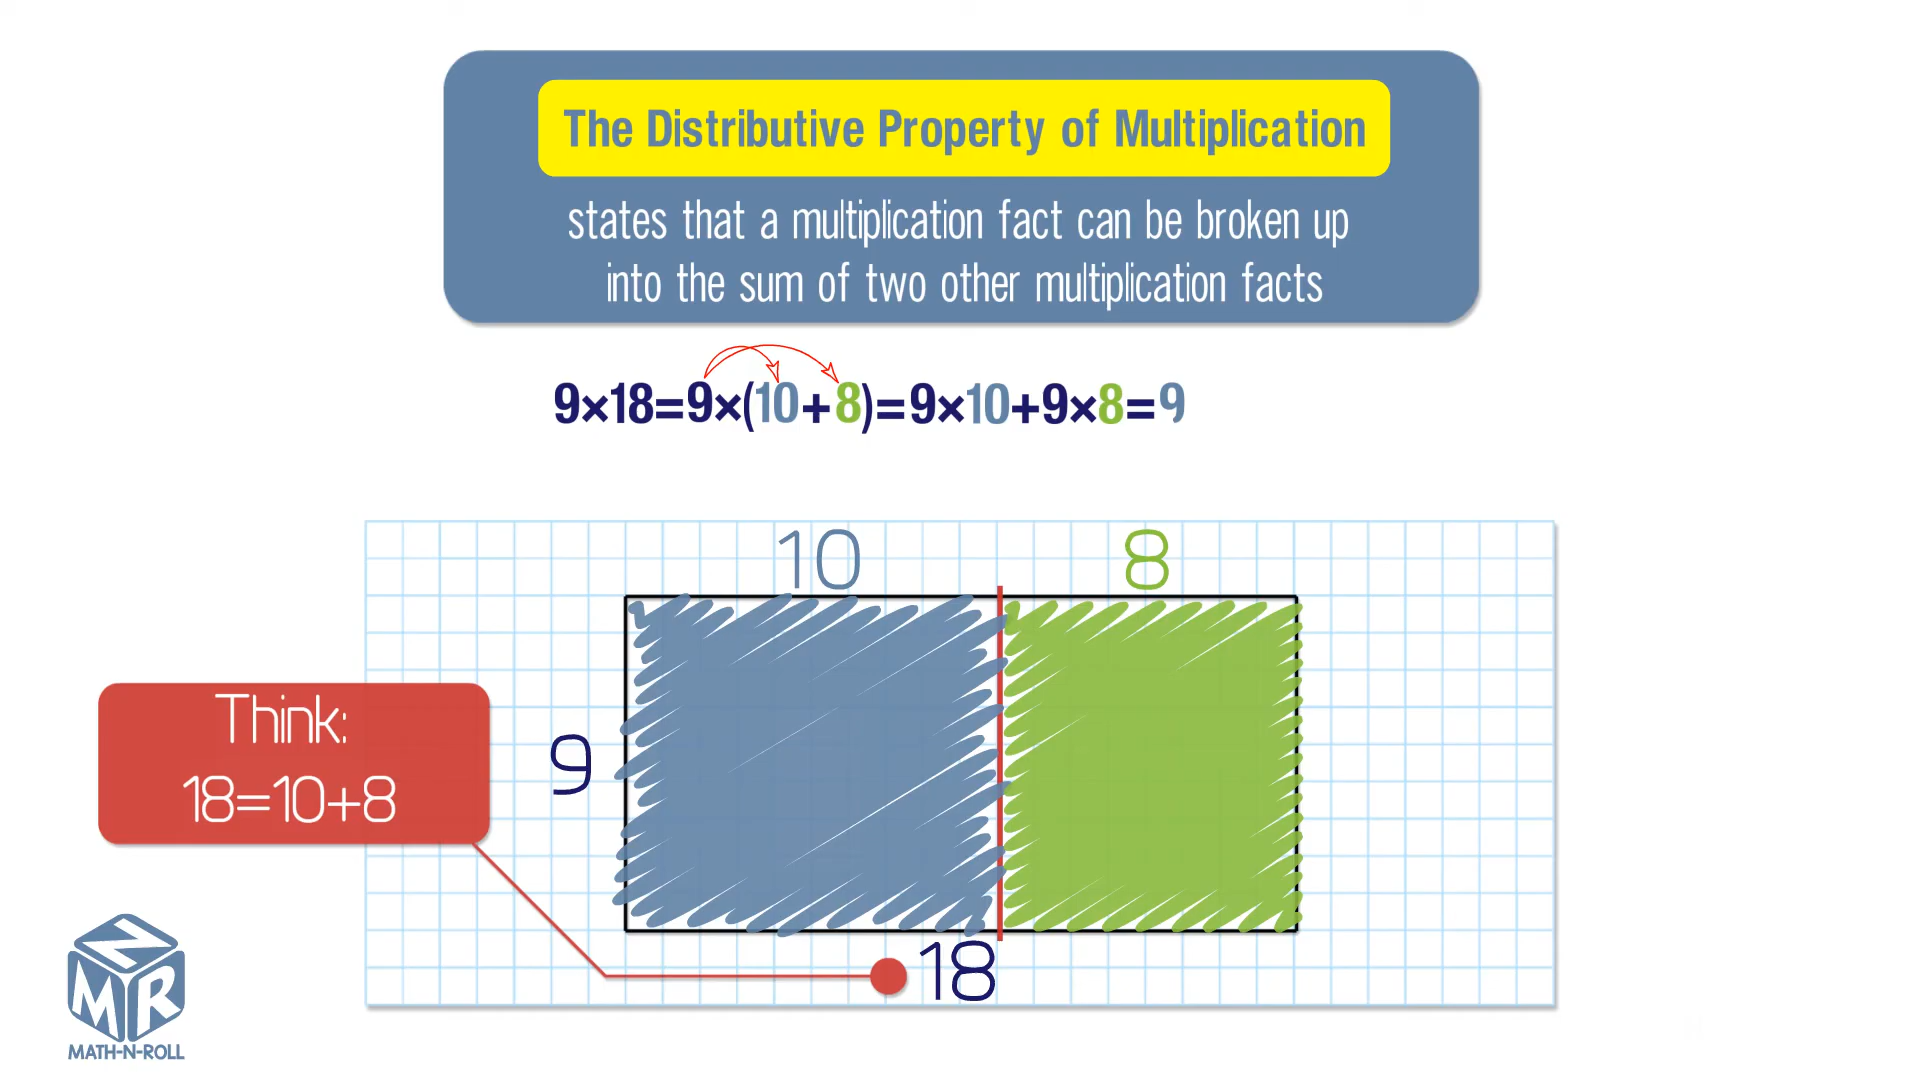 The Distributive Property of Multiplication
states that a multiplication fact can be broken up
into the sum of two other multiplication facts
9×18=9×(10+8)=9×10+9×8=9
10
8
Think:
18=10+8
9
18
MNR
MATH-N-ROLL